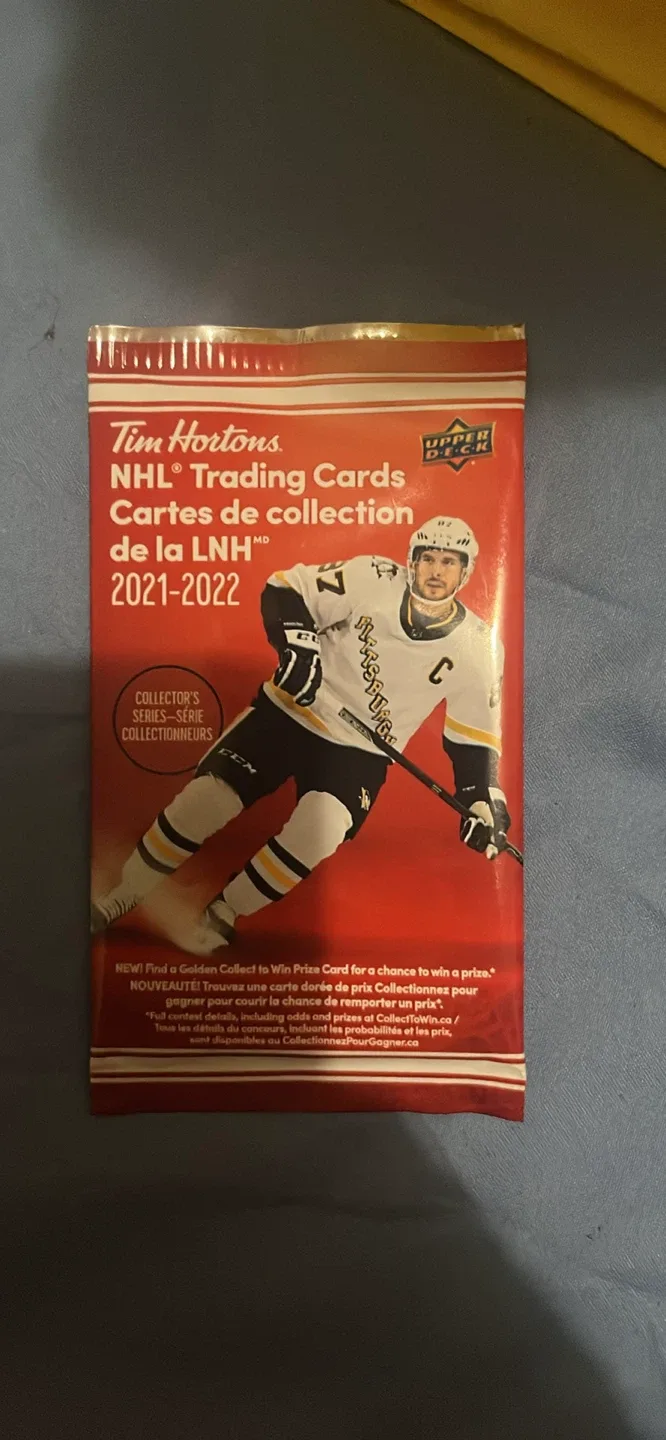 Tim Hortons
UPPER
D·E·C·K
NHL® Trading Cards
Cartes de collection
de la LNH MD
2021-2022
87
PITTSBURGH
C
CCM
COLLECTOR'S
SERIES–SÉRIE
COLLECTIONNEURS
NEW! Find a Golden Collect to Win Prize Card for a chance to win a prize.*
NOUVEAUTÉ! Trouvez une carte dorée de prix Collectionnez pour
gagner pour courir la chance de remporter un prix*.
*Full contest details, including odds and prizes at CollectToWin.ca /
Tous les détails du concours, incluant les probabilités et les prix,
sont disponibles au CollectionnezPourGagner.ca